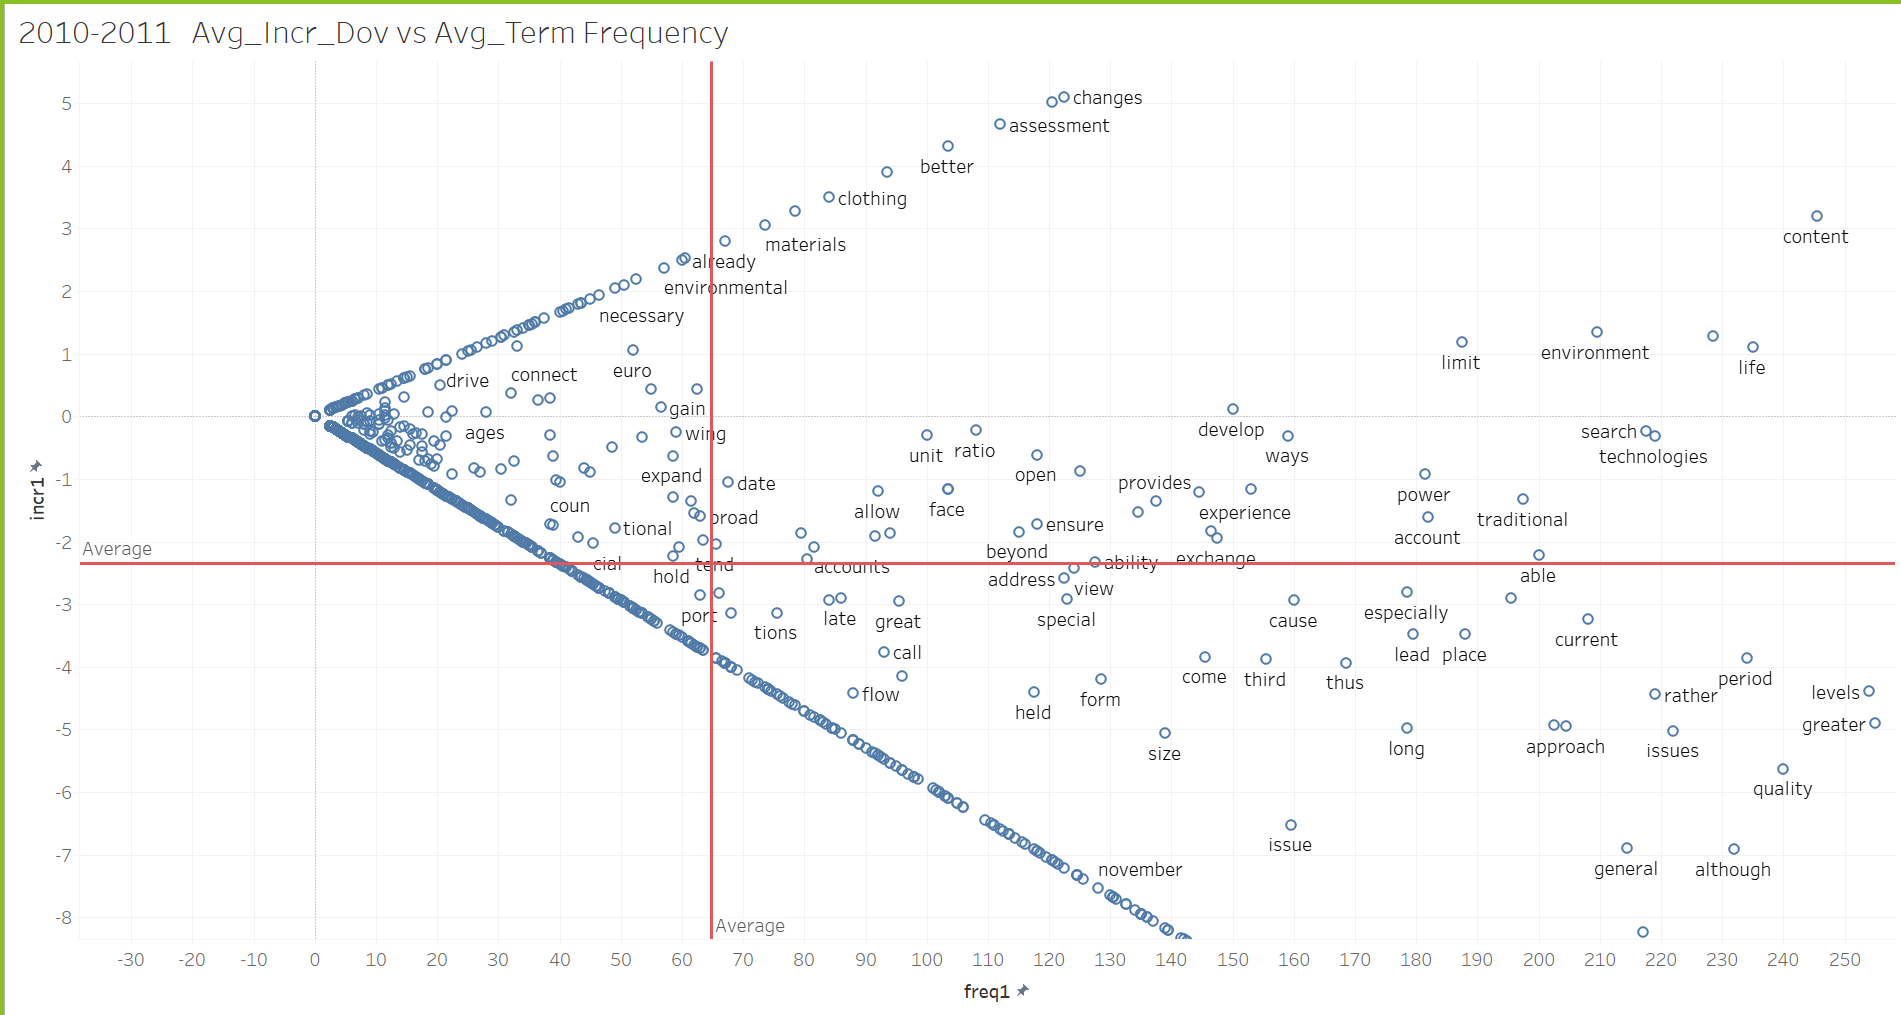 2010-2011 Avg_Incr_Dov vs Avg_Term Frequency
5
changes
assessment
4
better
clothing
3
content
materials
already
2
environmental
necessary
1
environment
limit
life
euro
connect
drive
0
gain
develop
ages
wing
search
unit
ratio
ways
technologies
expand
open
-1
date
provides
power
coun
allow
face
experience
traditional
broad
tional
ensure
account
-2
Average
beyond
exchange
cial
tend
accounts
ability
hold
address
able
view
-3
port
late
great
special
cause
especially
tions
current
call
lead
place
-4
come
third
thus
period
flow
form
rather
levels
held
greater
-5
size
long
approach
issues
-6
quality
issue
-7
november
general
although
-8
Average
incr1
-30 -20 -10 0 10 20 30 40 50 60 70 80 90 100 110 120 130 140 150 160 170 180 190 200 210 220 230 240 250
freq1